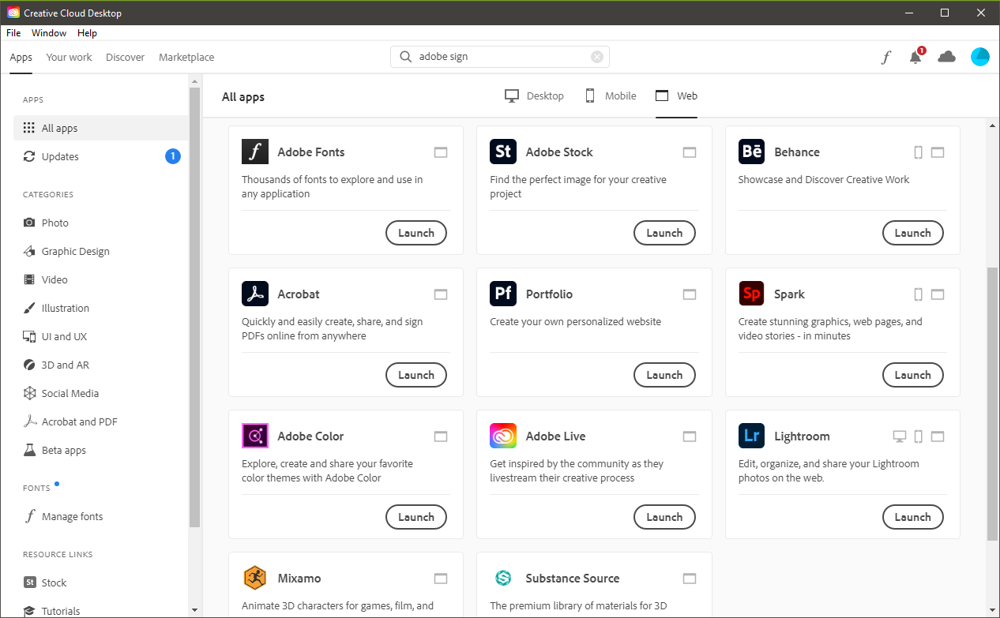 Creative Cloud Desktop
File Window Help
Apps Your work Discover Marketplace
adobe sign
1
APPS
All apps
Updates
1
CATEGORIES
Photo
Graphic Design
Video
Illustration
UI and UX
3D and AR
Social Media
Acrobat and PDF
Beta apps
FONTS
Manage fonts
RESOURCE LINKS
St Stock
Tutorials
All apps
Desktop Mobile Web
Adobe Fonts
Thousands of fonts to explore and use in
any application
Launch
St Adobe Stock
Find the perfect image for your creative
project
Launch
Bē Behance
Showcase and Discover Creative Work
Launch
Acrobat
Quickly and easily create, share, and sign
PDFs online from anywhere
Launch
Pf Portfolio
Create your own personalized website
Launch
Sp Spark
Create stunning graphics, web pages, and
video stories - in minutes
Launch
Adobe Color
Explore, create and share your favorite
color themes with Adobe Color
Launch
Adobe Live
Get inspired by the community as they
livestream their creative process
Launch
Lr Lightroom
Edit, organize, and share your Lightroom
photos on the web.
Launch
Mixamo
Animate 3D characters for games, film, and
Substance Source
The premium library of materials for 3D